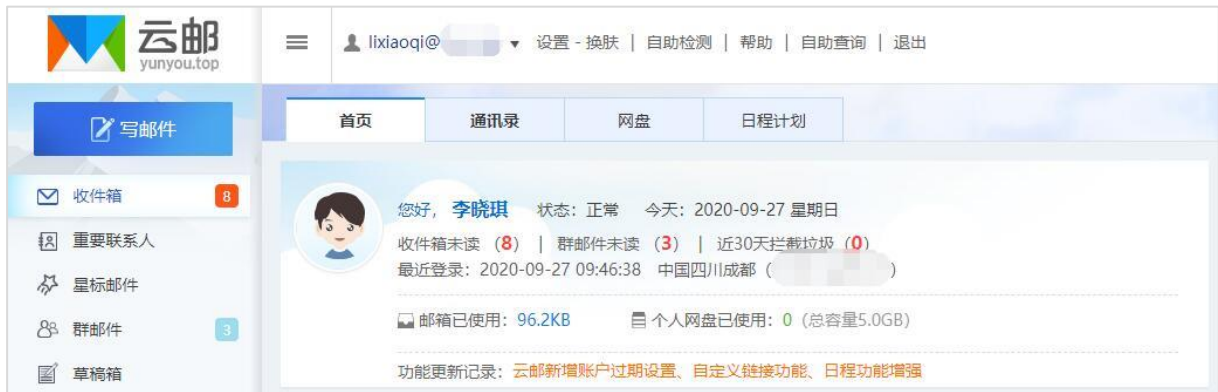 云邮
yunyou.top
lixiaoqi@ 设置 - 换肤 | 自助检测 | 帮助 | 自助查询 | 退出
写邮件
首页 通讯录 网盘 日程计划
收件箱 8
重要联系人
星标邮件
群邮件 3
草稿箱
您好，李晓琪 状态：正常 今天：2020-09-27 星期日
收件箱未读（8） | 群邮件未读（3） | 近30天拦截垃圾（0）
最近登录：2020-09-27 09:46:38 中国四川成都（ ）
邮箱已使用：96.2KB 个人网盘已使用：0（总容量5.0GB）
功能更新记录：云邮新增账户过期设置、自定义链接功能、日程功能增强